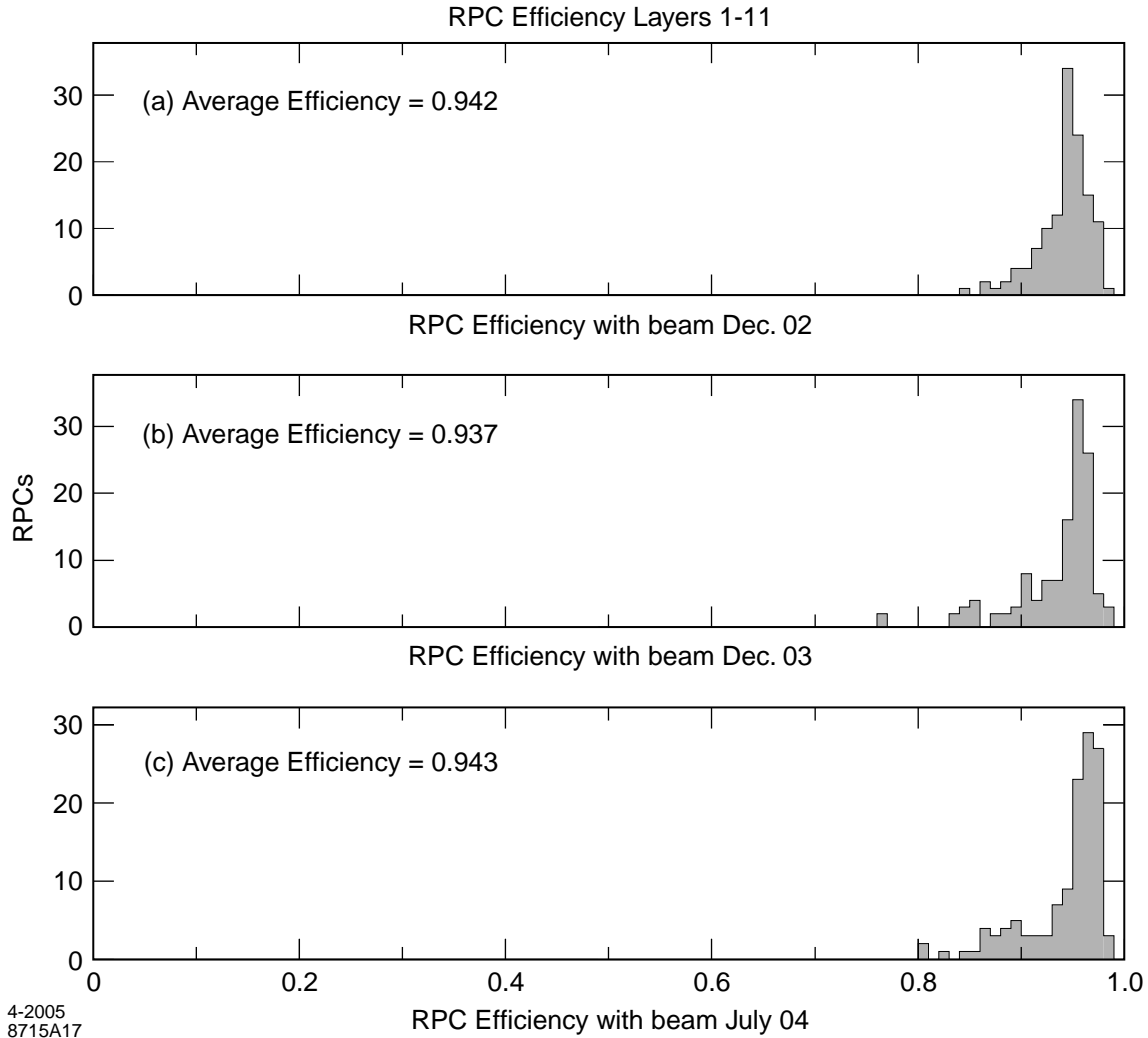 RPC Efficiency Layers 1-11
30
(a) Average Efficiency = 0.942
20
10
0
RPC Efficiency with beam Dec. 02
30
(b) Average Efficiency = 0.937
20
RPCs
10
0
RPC Efficiency with beam Dec. 03
30
(c) Average Efficiency = 0.943
20
10
0
0 0.2 0.4 0.6 0.8 1.0
RPC Efficiency with beam July 04
4-2005
8715A17